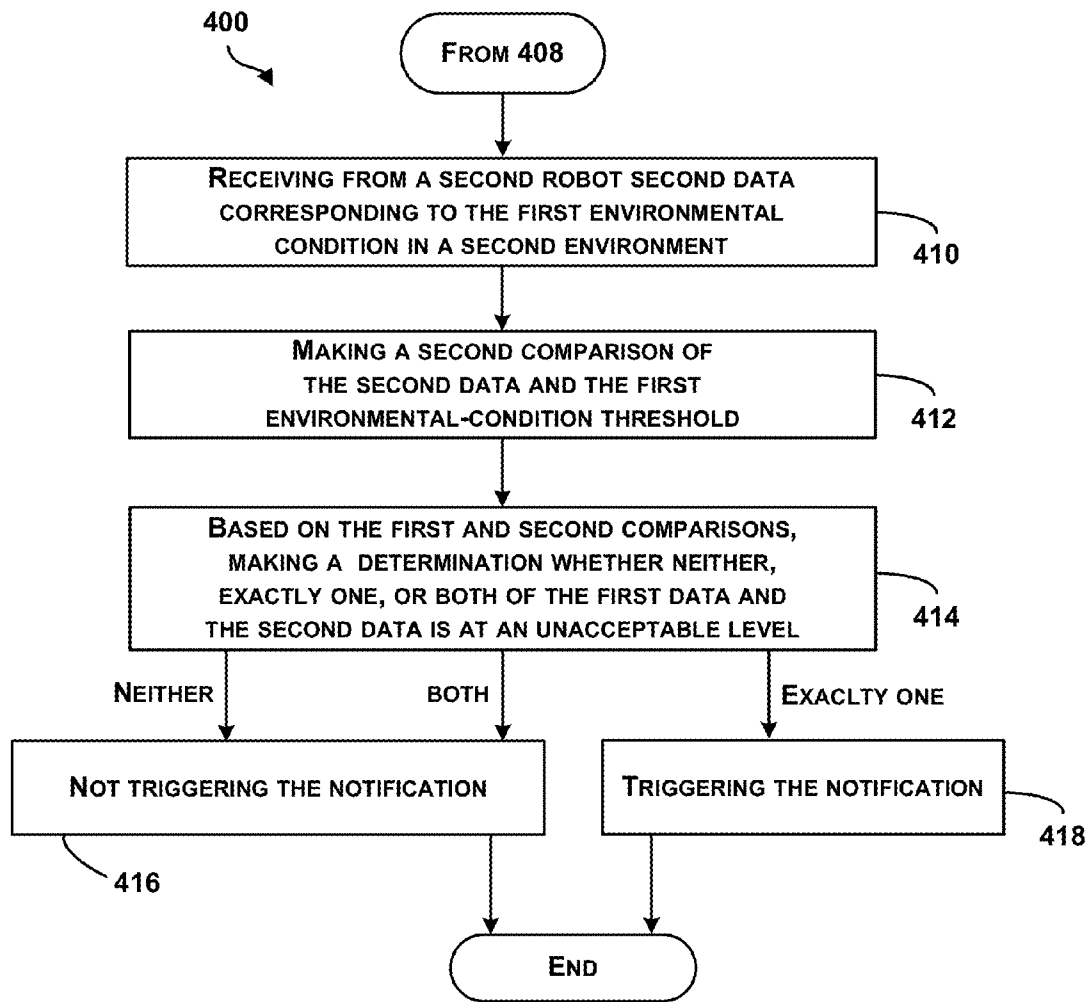 400
FROM 408
RECEIVING FROM A SECOND ROBOT SECOND DATA
CORRESPONDING TO THE FIRST ENVIRONMENTAL
CONDITION IN A SECOND ENVIRONMENT
410
MAKING A SECOND COMPARISON OF
THE SECOND DATA AND THE FIRST
ENVIRONMENTAL-CONDITION THRESHOLD
412
BASED ON THE FIRST AND SECOND COMPARISONS,
MAKING A DETERMINATION WHETHER NEITHER,
EXACTLY ONE, OR BOTH OF THE FIRST DATA AND
THE SECOND DATA IS AT AN UNACCEPTABLE LEVEL
414
NEITHER
BOTH
EXACLTY ONE
NOT TRIGGERING THE NOTIFICATION
416
TRIGGERING THE NOTIFICATION
418
END